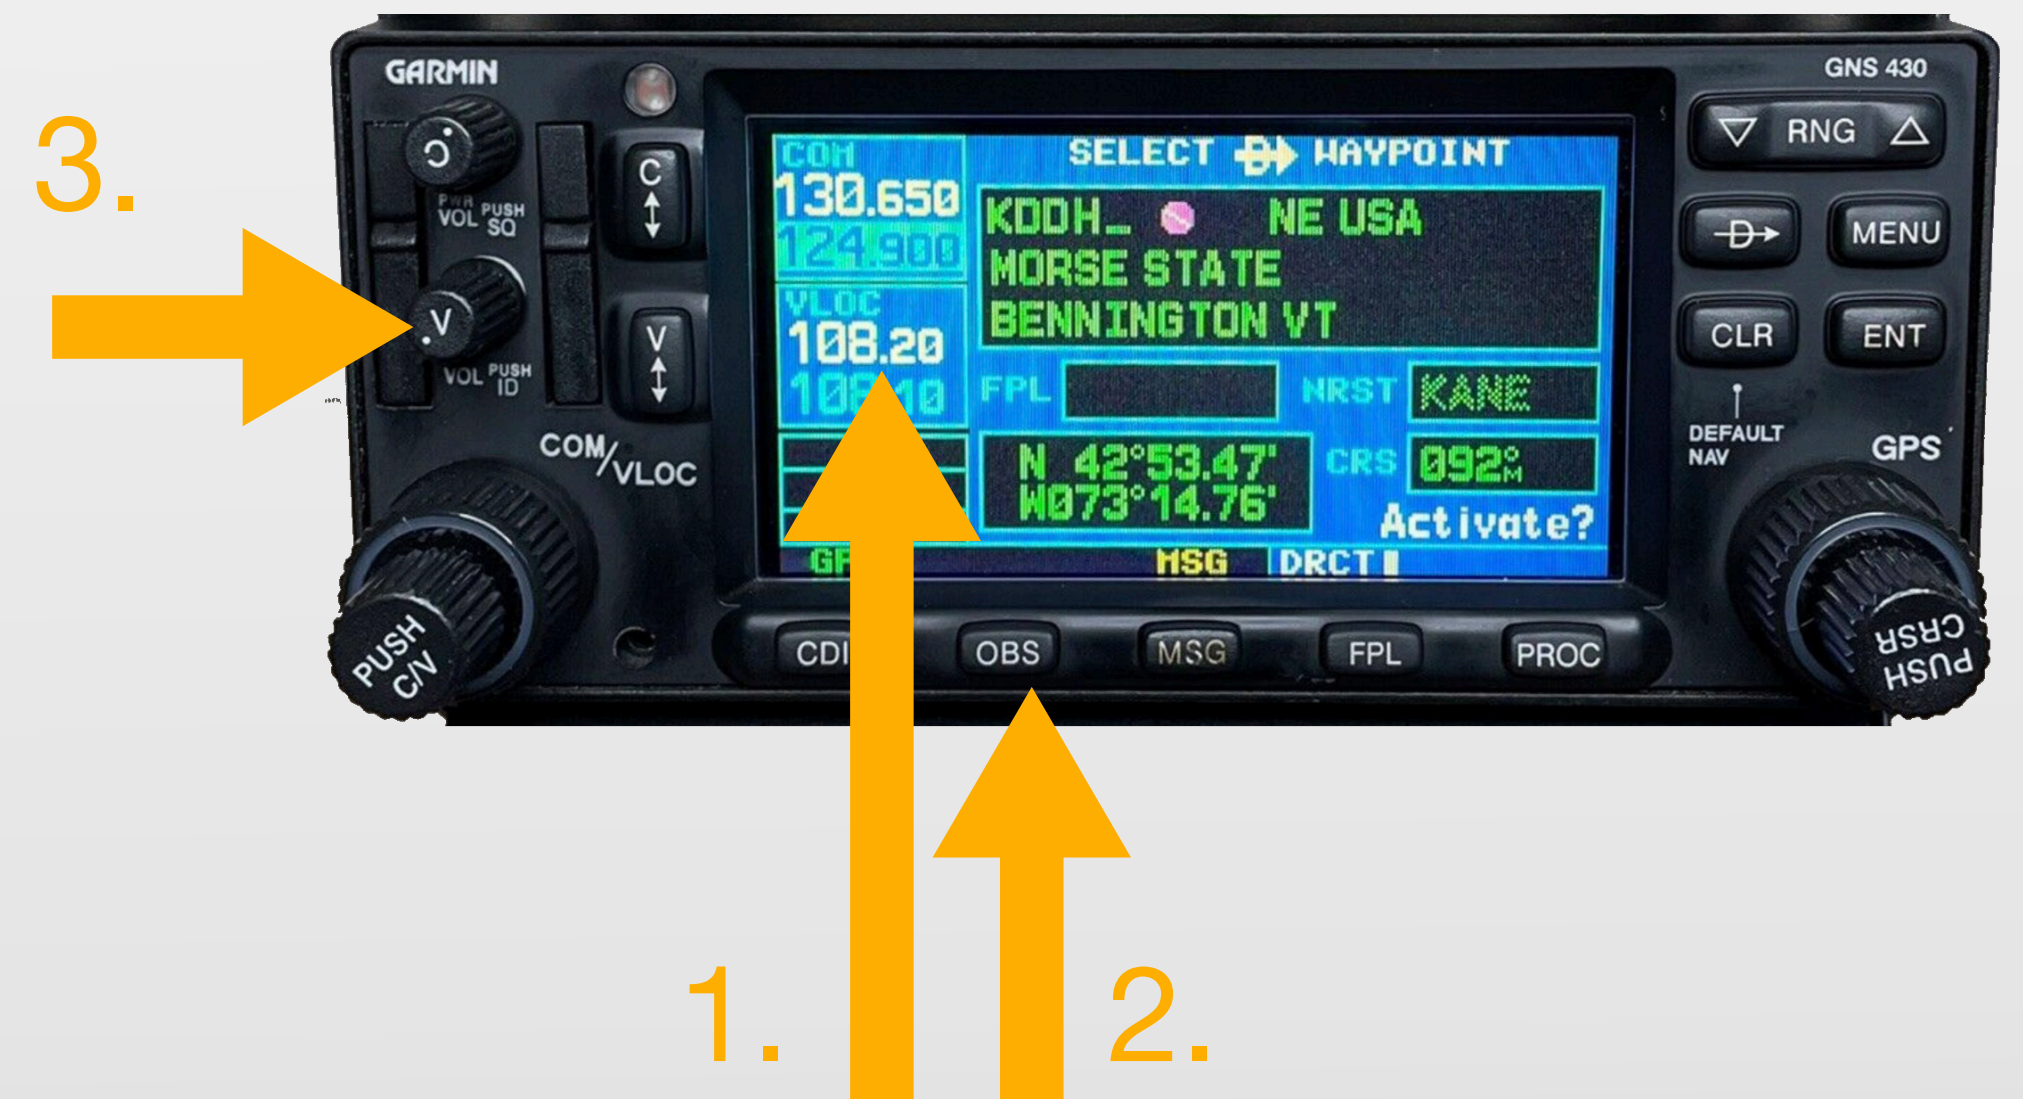 GARMIN
GNS 430
3.
C
PWR
VOL PUSH
SQ
C
V
VOL PUSH
ID
V
COM/VLOC
PUSH
C/V
COM
130.650
124.900
VLOC
108.20
SELECT D WAYPOINT
KDDH_ NE USA
MORSE STATE
BENNINGTON VT
FPL
NRST KANE
N 42°53.47'
W073°14.76'
CRS 092°M
Activate?
MSG DRCT
RNG
D
MENU
CLR
ENT
DEFAULT
NAV
GPS
PUSH
CRSR
CDI
OBS
MSG
FPL
PROC
1.
2.